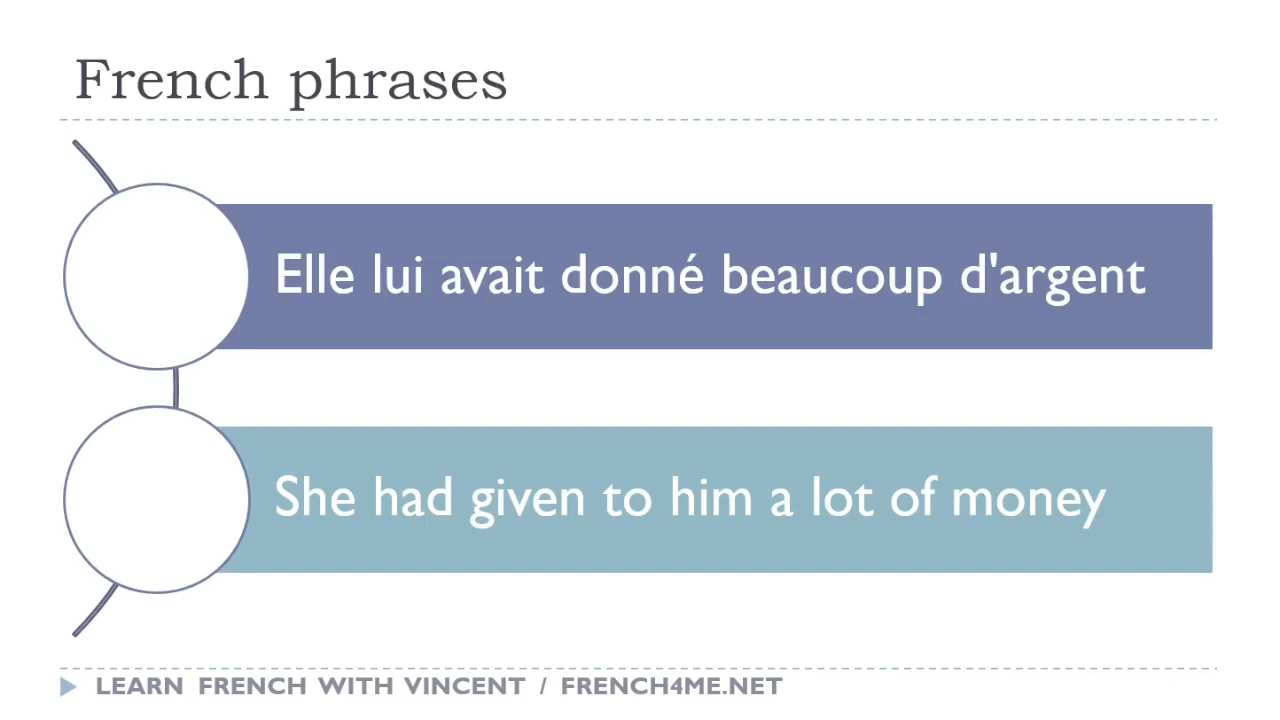 French phrases
Elle lui avait donné beaucoup d'argent
She had given to him a lot of money
LEARN FRENCH WITH VINCENT / FRENCH4ME.NET